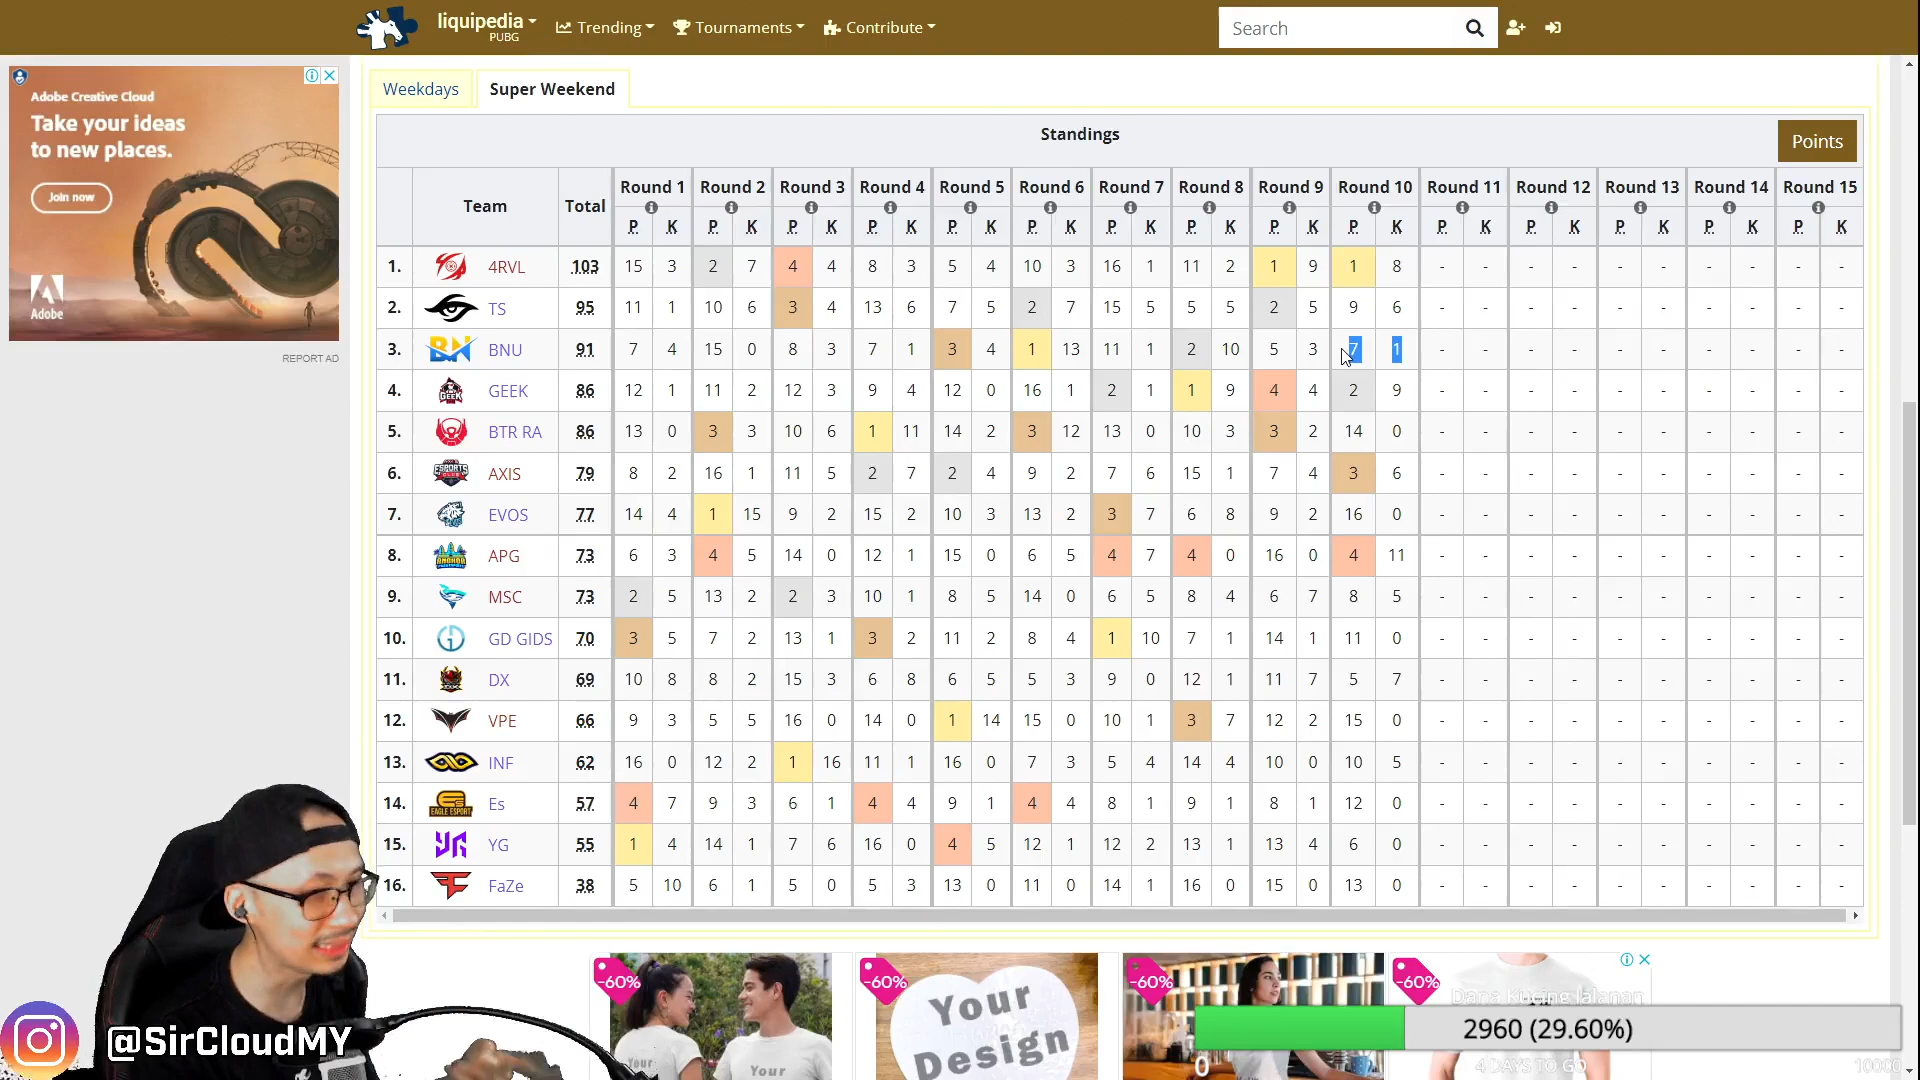 liquipedia
PUBG
Trending
Tournaments
Contribute
Search
Adobe Creative Cloud
Take your ideas
to new places.
Join now
Adobe
REPORT AD
Weekdays
Super Weekend
Standings
Points
Team Total Round 1 Round 2 Round 3 Round 4 Round 5 Round 6 Round 7 Round 8 Round 9 Round 10 Round 11 Round 12 Round 13 Round 14 Round 15
P K P K P K P K P K P K P K P K P K P K P K P K P K P K P K
1. 4RVL 103 15 3 2 7 4 4 8 3 5 4 10 3 16 1 11 2 1 9 1 8 - - - - - - - - - -
2. TS 95 11 1 10 6 3 4 13 6 7 5 2 7 15 5 5 5 2 5 9 6 - - - - - - - - - -
3. BNU 91 7 4 15 0 8 3 7 1 3 4 1 13 11 1 2 10 5 3 7 1 - - - - - - - - - -
4. GEEK 86 12 1 11 2 12 3 9 4 12 0 16 1 2 1 1 9 4 4 2 9 - - - - - - - - - -
5. BTR RA 86 13 0 3 3 10 6 1 11 14 2 3 12 13 0 10 3 3 2 14 0 - - - - - - - - - -
6. AXIS 79 8 2 16 1 11 5 2 7 2 4 9 2 7 6 15 1 7 4 3 6 - - - - - - - - - -
7. EVOS 77 14 4 1 15 9 2 15 2 10 3 13 2 3 7 6 8 9 2 16 0 - - - - - - - - - -
8. APG 73 6 3 4 5 14 0 12 1 15 0 6 5 4 7 4 0 16 0 4 11 - - - - - - - - - -
9. MSC 73 2 5 13 2 2 3 10 1 8 5 14 0 6 5 8 4 6 7 8 5 - - - - - - - - - -
10. GD GIDS 70 3 5 7 2 13 1 3 2 11 2 8 4 1 10 7 1 14 1 11 0 - - - - - - - - - -
11. DX 69 10 8 8 2 15 3 6 8 6 5 5 3 9 0 12 1 11 7 5 7 - - - - - - - - - -
12. VPE 66 9 3 5 5 16 0 14 0 1 14 15 0 10 1 3 7 12 2 15 0 - - - - - - - - - -
13. INF 62 16 0 12 2 1 16 11 1 16 0 7 3 5 4 14 4 10 0 10 5 - - - - - - - - - -
14. Es 57 4 7 9 3 6 1 4 4 9 1 4 4 8 1 9 1 8 1 12 0 - - - - - - - - - -
15. YG 55 1 4 14 1 7 6 16 0 4 5 12 1 12 2 13 1 13 4 6 0 - - - - - - - - - -
16. FaZe 38 5 10 6 1 5 0 5 3 13 0 11 0 14 1 16 0 15 0 13 0 - - - - - - - - - -
-60%
-60%
-60%
-60%
Your
Your
Your
Design
Dana Kucing Jalanan
2960 (29.60%)
0
4 DAYS TO GO
10000
@SirCloudMY